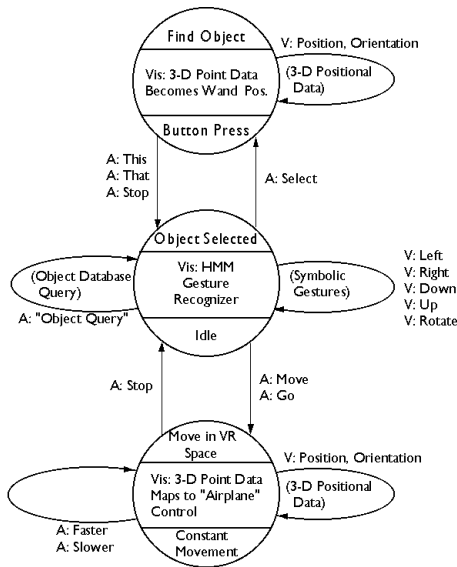 Find Object
V: Position, Orientation
Vis: 3-D Point Data
Becomes Wand Pos.
(3-D Positional
Data)
Button Press
A: This
A: That
A: Stop
A: Select
Object Selected
(Object Database
Query)
A: "Object Query"
Vis: HMM
Gesture
Recognizer
(Symbolic
Gestures)
V: Left
V: Right
V: Down
V: Up
V: Rotate
Idle
A: Stop
A: Move
A: Go
Move in VR
Space
V: Position, Orientation
Vis: 3-D Point Data
Maps to "Airplane"
Control
(3-D Positional
Data)
A: Faster
A: Slower
Constant
Movement